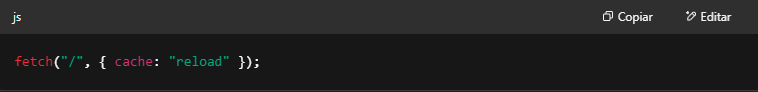 js
Copiar
Editar
fetch("/", { cache: "reload" });